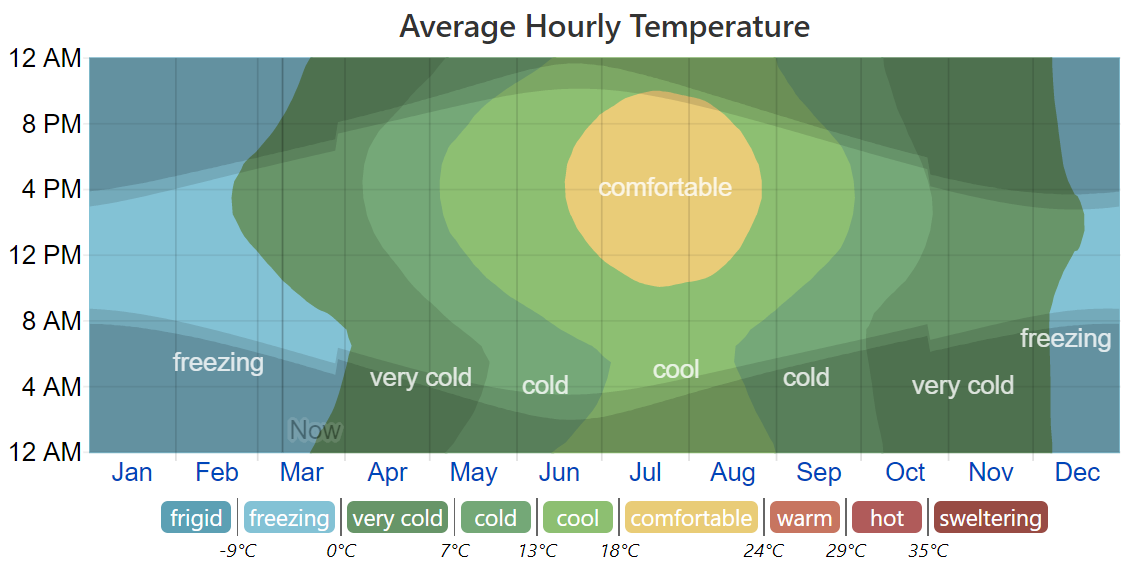 Average Hourly Temperature
12 AM
8 PM
4 PM
comfortable
12 PM
8 AM
freezing
freezing
cool
very cold
cold
cold
very cold
4 AM
Now
12 AM
Jan Feb Mar Apr May Jun Jul Aug Sep Oct Nov Dec
frigid freezing very cold cold cool comfortable warm hot sweltering
-9°C 0°C 7°C 13°C 18°C 24°C 29°C 35°C